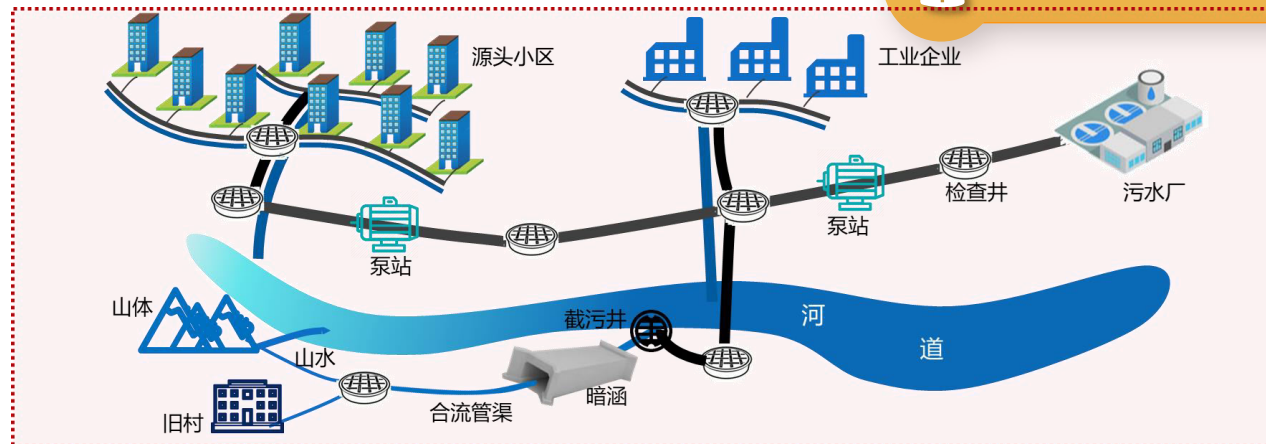 源头小区
工业企业
泵站
检查井
污水厂
泵站
山体
截污井
河
道
山水
旧村
合流管渠
暗涵